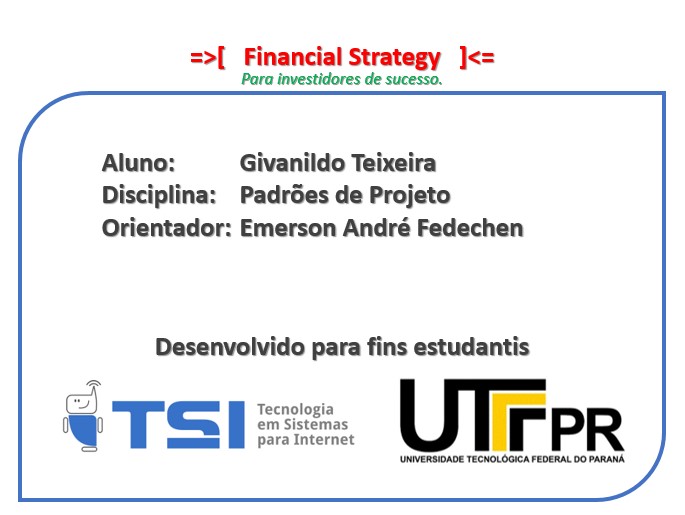 =>[ Financial Strategy ]<=
Para investidores de sucesso.
Aluno: Givanildo Teixeira
Disciplina: Padrões de Projeto
Orientador: Emerson André Fedechen
Desenvolvido para fins estudantis
TSI
Tecnologia
em Sistemas
para Internet
UTFPR
UNIVERSIDADE TECNOLÓGICA FEDERAL DO PARANÁ